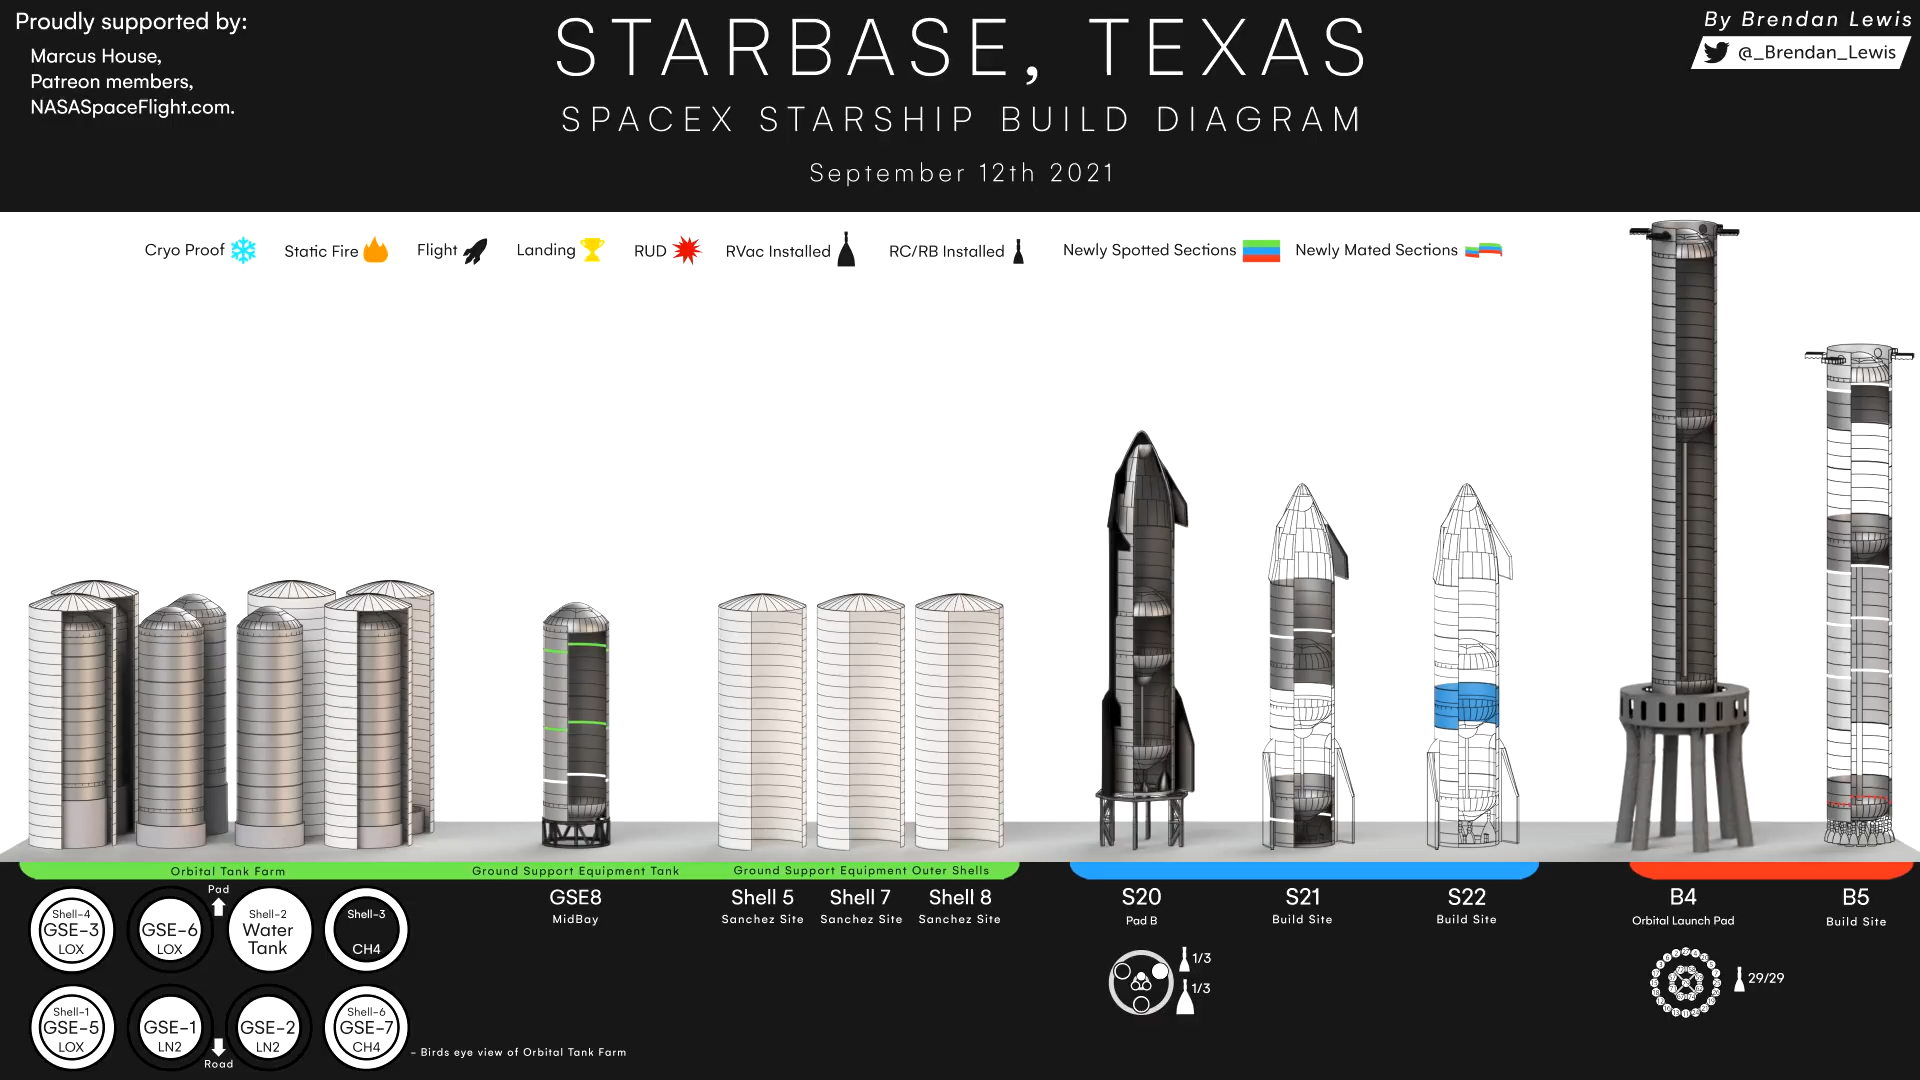 Proudly supported by:
Marcus House,
Patreon members,
NASASpaceFlight.com.
STARBASE, TEXAS
SPACEX STARSHIP BUILD DIAGRAM
September 12th 2021
By Brendan Lewis
@_Brendan_Lewis
Cryo Proof
Static Fire
Flight
Landing
RUD
RVac Installed
RC/RB Installed
Newly Spotted Sections
Newly Mated Sections
Orbital Tank Farm
Ground Support Equipment Tank
Ground Support Equipment Outer Shells
GSE8
MidBay
Shell 5
Sanchez Site
Shell 7
Sanchez Site
Shell 8
Sanchez Site
S20
Pad B
S21
Build Site
S22
Build Site
B4
Orbital Launch Pad
B5
Build Site
Pad
Shell-4
GSE-3
LOX
GSE-6
LOX
Shell-2
Water
Tank
Shell-3
CH4
1/3
1/3
29/29
Shell-1
GSE-5
LOX
GSE-1
LN2
GSE-2
LN2
Shell-6
GSE-7
CH4
Road
- Birds eye view of Orbital Tank Farm